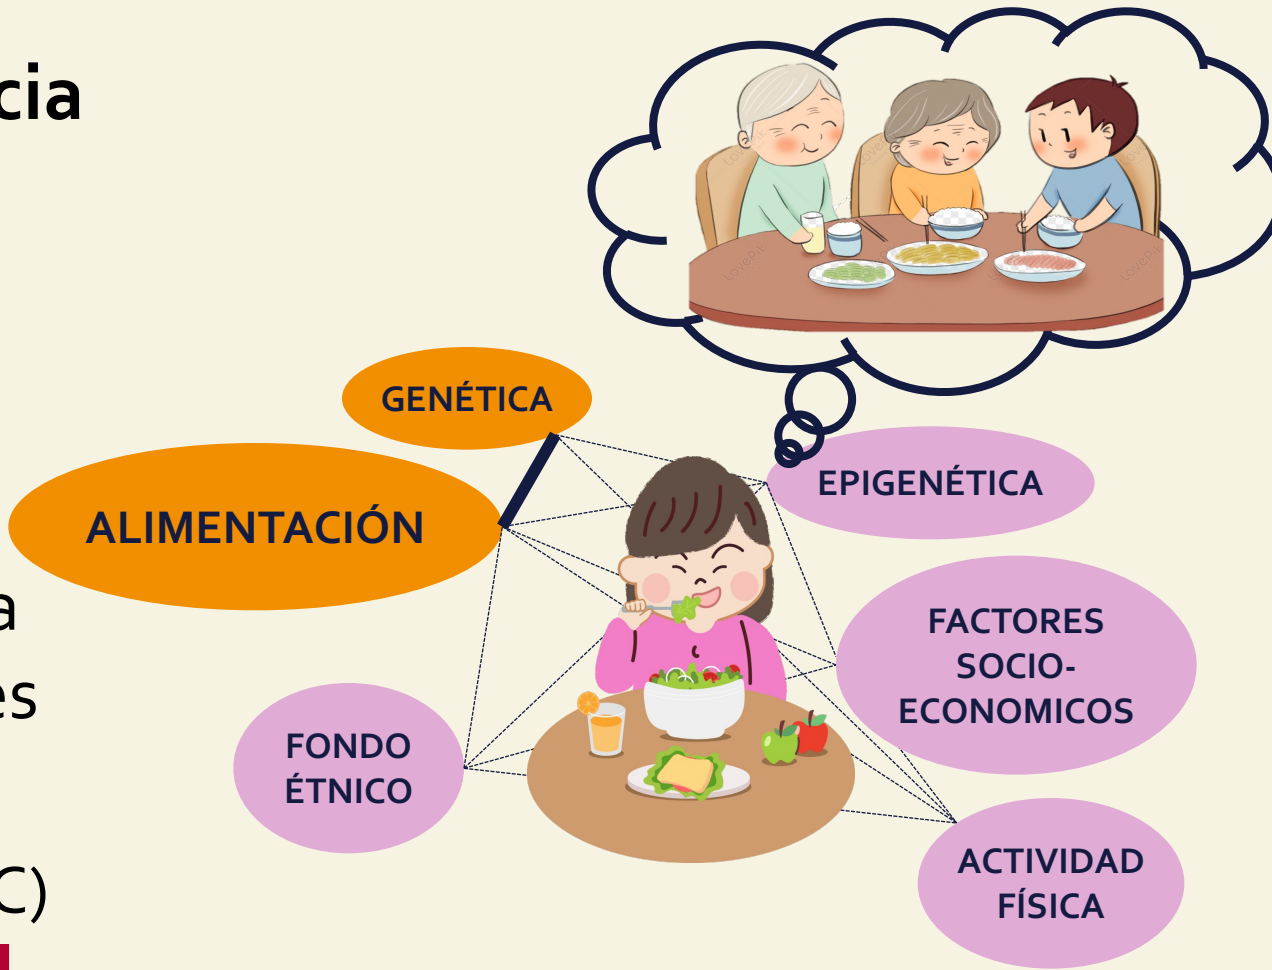 cia
GENÉTICA
EPIGENÉTICA
ALIMENTACIÓN
a
es
FACTORES
SOCIO-
ECONOMICOS
FONDO
ÉTNICO
C)
ACTIVIDAD
FÍSICA